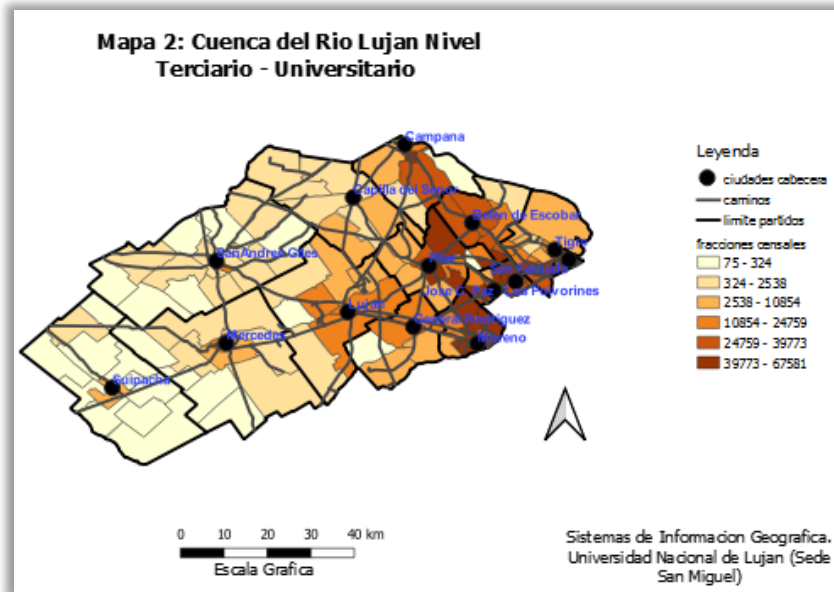 Mapa 2: Cuenca del Rio Lujan Nivel
Terciario - Universitario
Campana
Capilla del Senor
Belen de Escobar
Tigre
SanAndres Giles
Pilar
San Fernando
Jose C. Paz
Los Polvorines
Lujan
General Rodriguez
Mercedes
Moreno
Suipacha
Leyenda
ciudades cabecera
caminos
limite partidos
fracciones censales
75 - 324
324 - 2538
2538 - 10854
10854 - 24759
24759 - 39773
39773 - 67581
0 10 20 30 40 km
Escala Grafica
Sistemas de Informacion Geografica.
Universidad Nacional de Lujan (Sede
San Miguel)